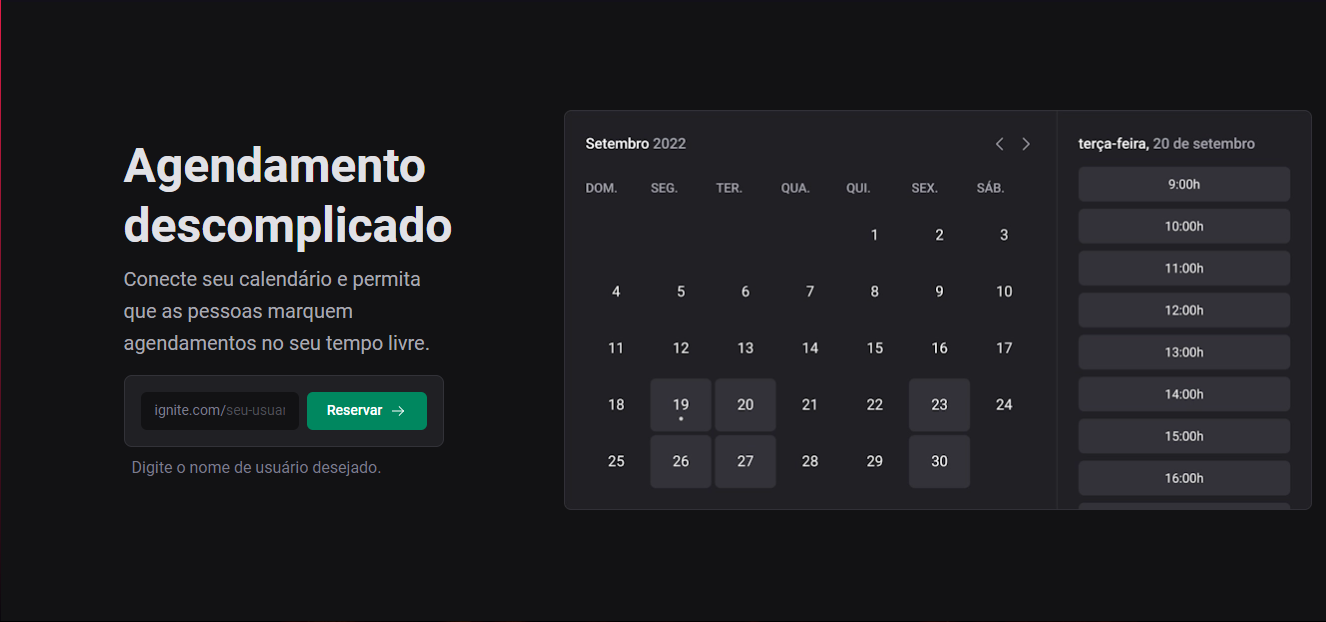 Agendamento
descomplicado
Conecte seu calendário e permita
que as pessoas marquem
agendamentos no seu tempo livre.
ignite.com/seu-usuar
Reservar →
Digite o nome de usuário desejado.
Setembro 2022
DOM. SEG. TER. QUA. QUI. SEX. SÁB.
1 2 3
4 5 6 7 8 9 10
11 12 13 14 15 16 17
18 19 20 21 22 23 24
25 26 27 28 29 30
terça-feira, 20 de setembro
9:00h
10:00h
11:00h
12:00h
13:00h
14:00h
15:00h
16:00h